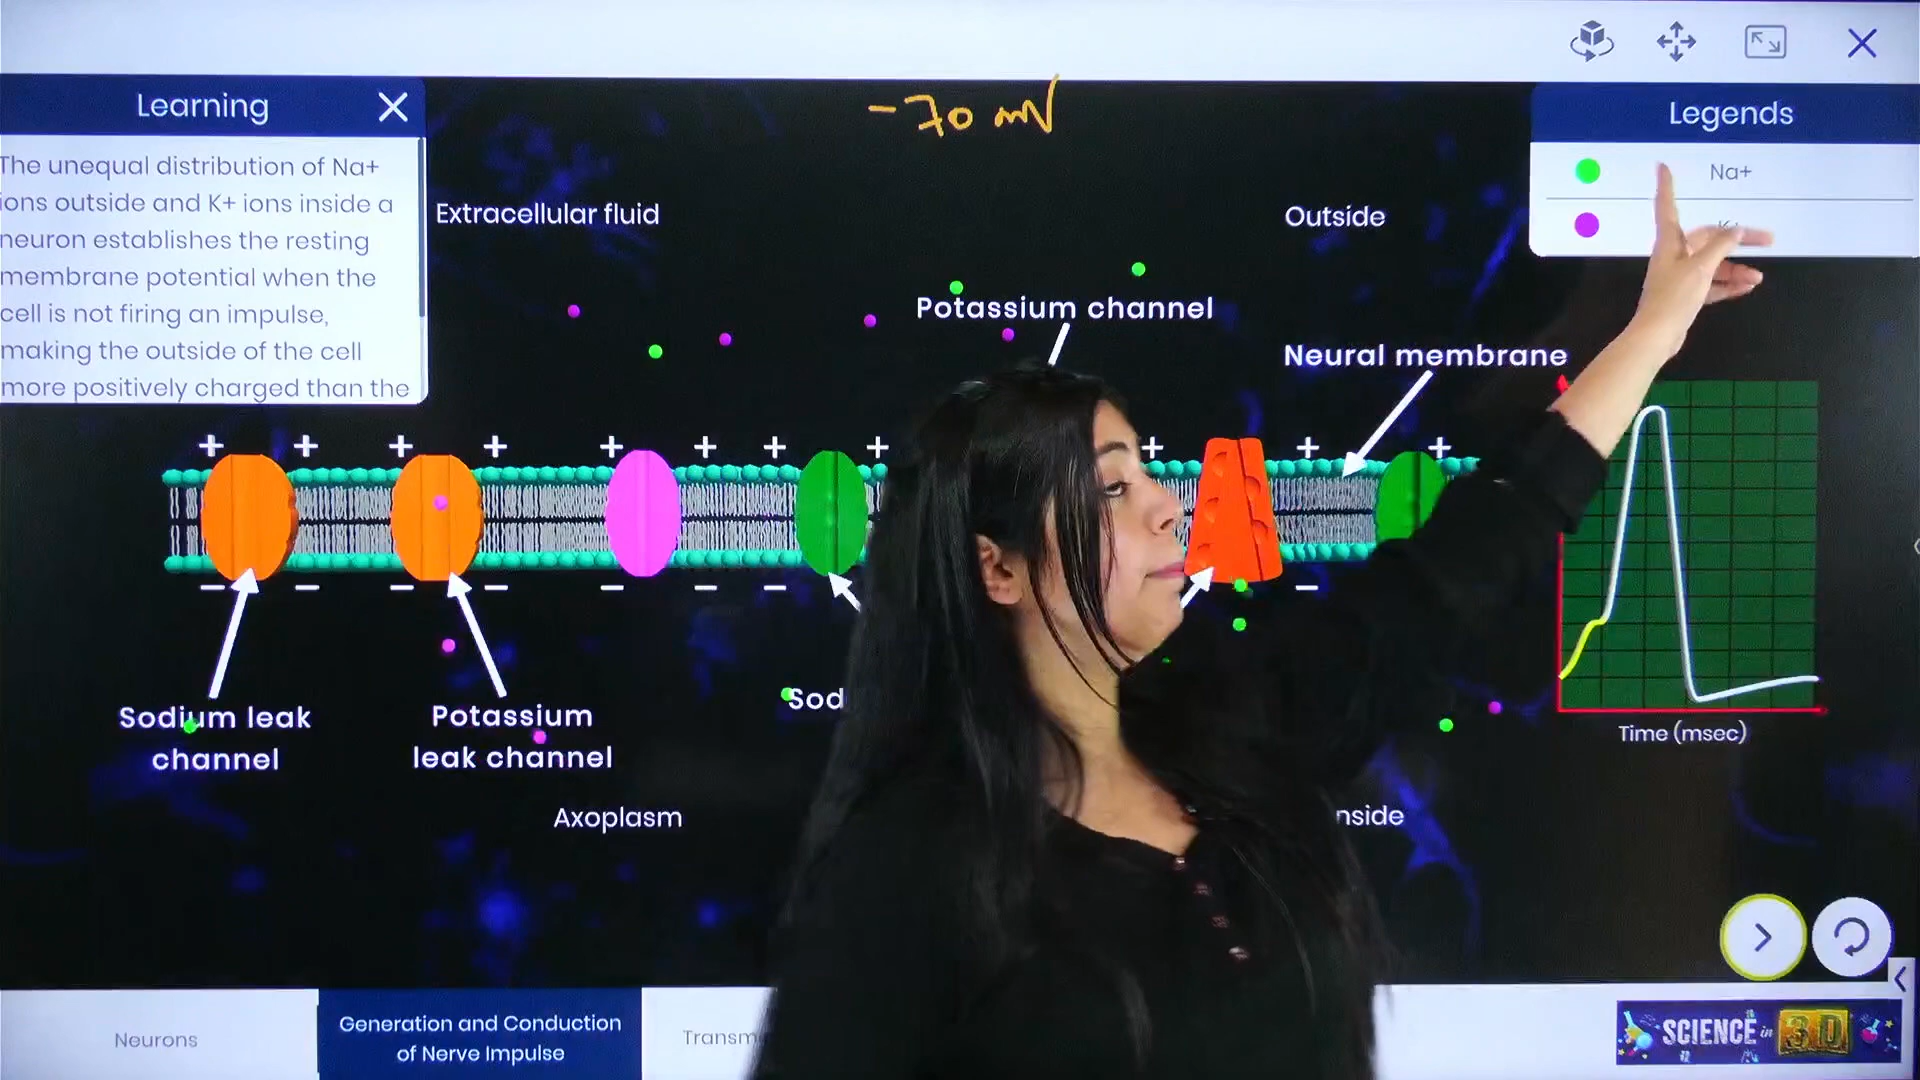 -70 mV
Learning
The unequal distribution of Na+
ions outside and K+ ions inside a
neuron establishes the resting
membrane potential when the
cell is not firing an impulse,
making the outside of the cell
more positively charged than the
Legends
Na+
Extracellular fluid
Outside
Potassium channel
Neural membrane
+ + + + + + + + + + +
− − − − − − − −
Sodium leak
channel
Potassium
leak channel
Sod
Time (msec)
Axoplasm
nside
Neurons
Generation and Conduction
of Nerve Impulse
Transm
SCIENCE in 3D